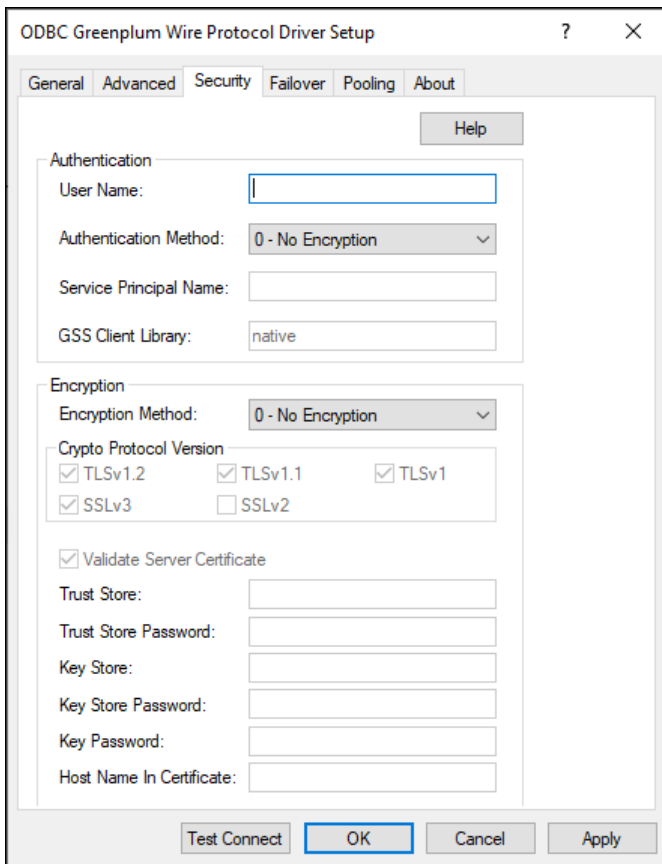 ODBC Greenplum Wire Protocol Driver Setup ?
General Advanced Security Failover Pooling About
Help
Authentication
User Name:
Authentication Method: 0 - No Encryption
Service Principal Name:
GSS Client Library: native
Encryption
Encryption Method: 0 - No Encryption
Crypto Protocol Version
TLSv1.2 TLSv1.1 TLSv1
SSLv3 SSLv2
Validate Server Certificate
Trust Store:
Trust Store Password:
Key Store:
Key Store Password:
Key Password:
Host Name In Certificate:
Test Connect OK Cancel Apply